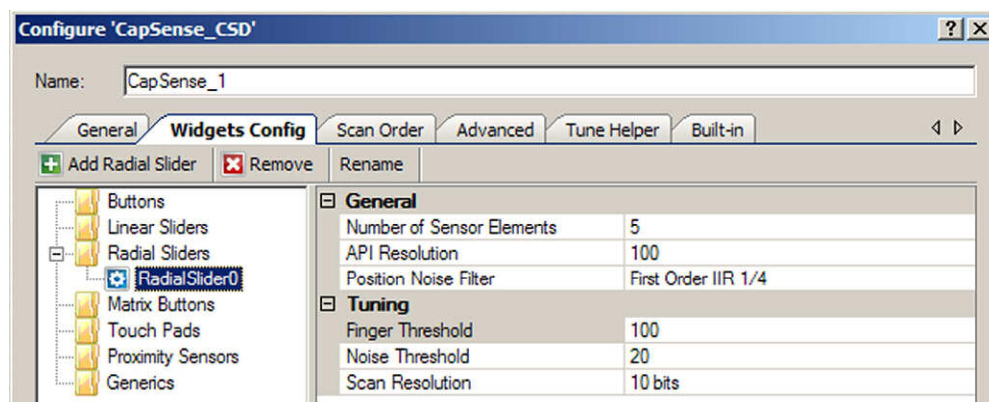 Configure 'CapSense_CSD'
Name: CapSense_1
General Widgets Config Scan Order Advanced Tune Helper Built-in
Add Radial Slider Remove Rename
Buttons
Linear Sliders
Radial Sliders
RadialSlider0
Matrix Buttons
Touch Pads
Proximity Sensors
Generics
General
Number of Sensor Elements 5
API Resolution 100
Position Noise Filter First Order IIR 1/4
Tuning
Finger Threshold 100
Noise Threshold 20
Scan Resolution 10 bits